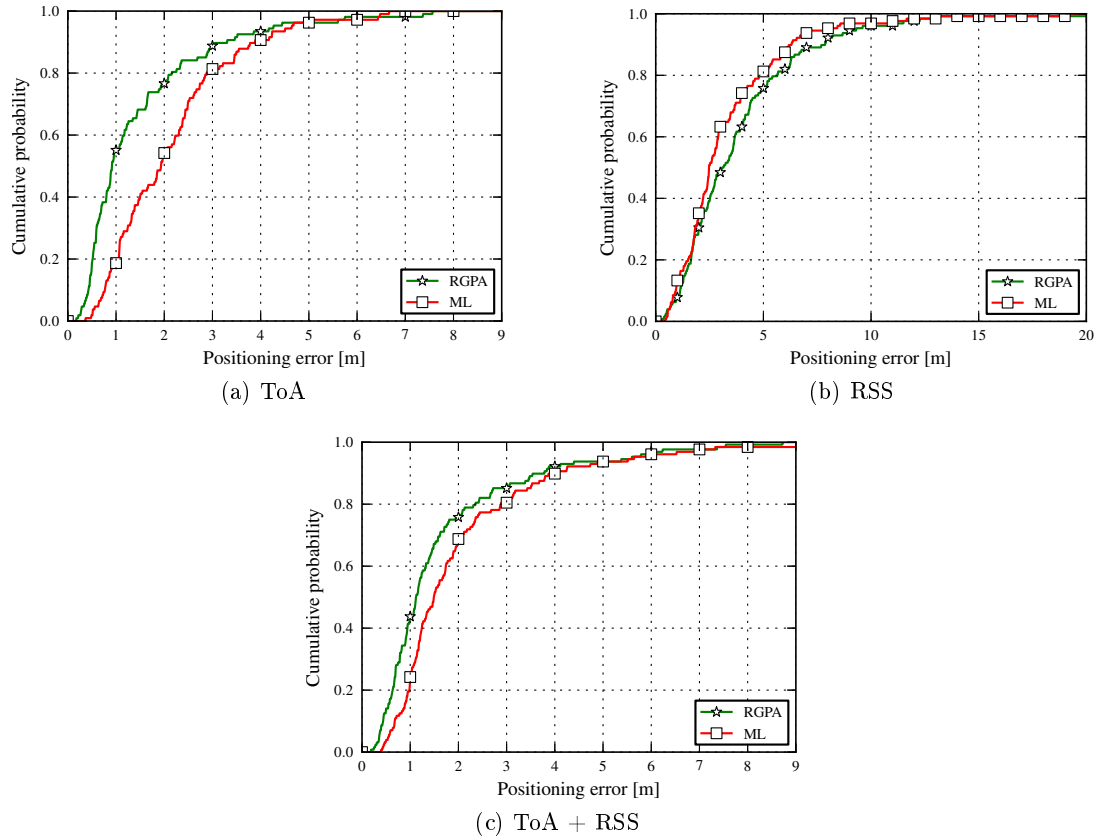 1.0
0.8
0.6
0.4
0.2
0.0
Cumulative probability
RGPA
ML
0 1 2 3 4 5 6 7 8 9
Positioning error [m]
(a) ToA
1.0
0.8
0.6
0.4
0.2
0.0
Cumulative probability
RGPA
ML
0 5 10 15 20
Positioning error [m]
(b) RSS
1.0
0.8
0.6
0.4
0.2
0.0
Cumulative probability
RGPA
ML
0 1 2 3 4 5 6 7 8 9
Positioning error [m]
(c) ToA + RSS